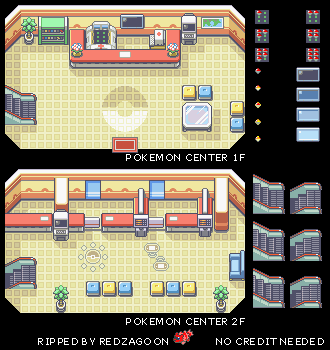 POKEMON CENTER 1F
POKEMON CENTER 2F
RIPPED BY REDZAGOON NO CREDIT NEEDED